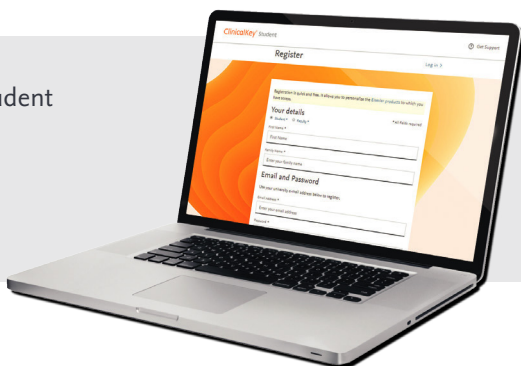 udent
ClinicalKey® Student
Get Support
Register
Log in
Registration is quick and free. It allows you to personalize the Elsevier products to which you
have access.
Your details
Student * Faculty *
* = required
First Name *
First Name
Family name *
Enter your family name
Email and Password
Use your university e-mail address below to register.
Email address *
Enter your email address
Password *